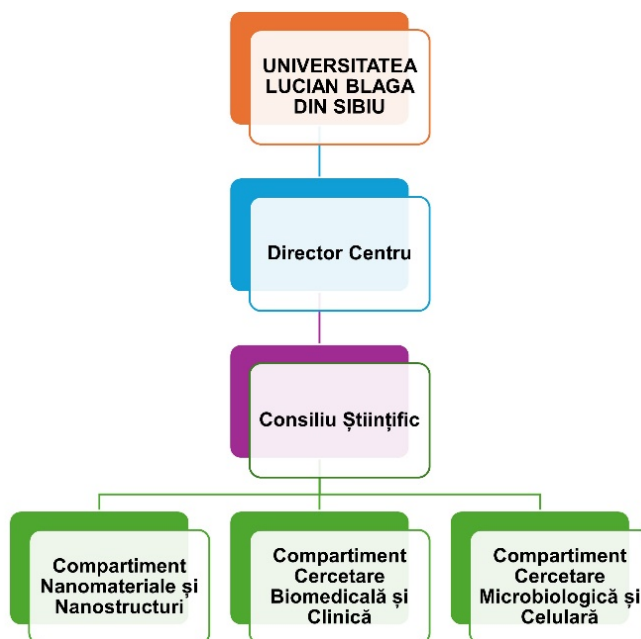 UNIVERSITATEA
LUCIAN BLAGA
DIN SIBIU
Director Centru
Consiliu Științific
Compartiment
Nanomateriale și
Nanostructuri
Compartiment
Cercetare
Biomedicală și
Clinică
Compartiment
Cercetare
Microbiologică și
Celulară